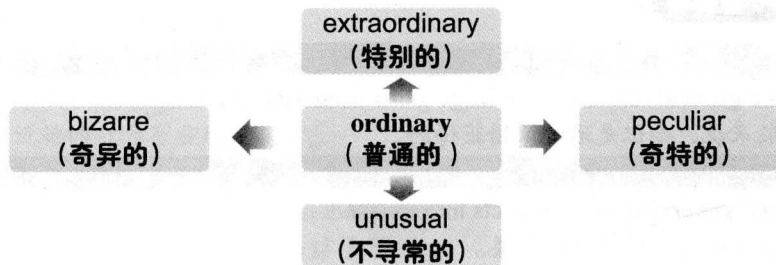 extraordinary
(特别的)
bizarre
(奇异的)
ordinary
( 普通的 )
peculiar
(奇特的)
unusual
(不寻常的)